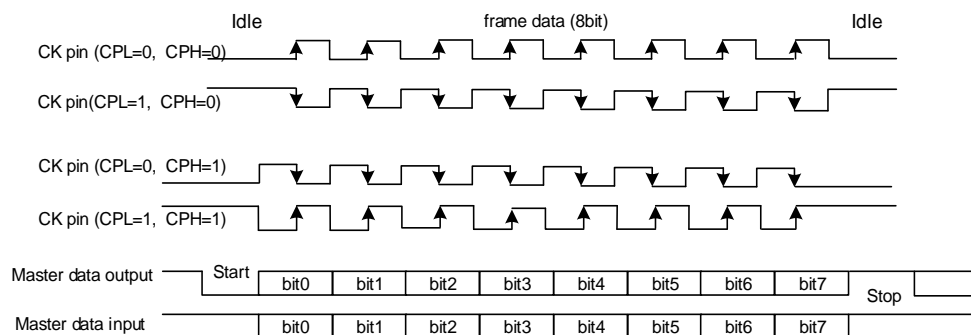 Idle frame data (8bit) Idle
CK pin (CPL=0, CPH=0)
CK pin(CPL=1, CPH=0)
CK pin (CPL=0, CPH=1)
CK pin (CPL=1, CPH=1)
Master data output Start bit0 bit1 bit2 bit3 bit4 bit5 bit6 bit7 Stop
Master data input bit0 bit1 bit2 bit3 bit4 bit5 bit6 bit7